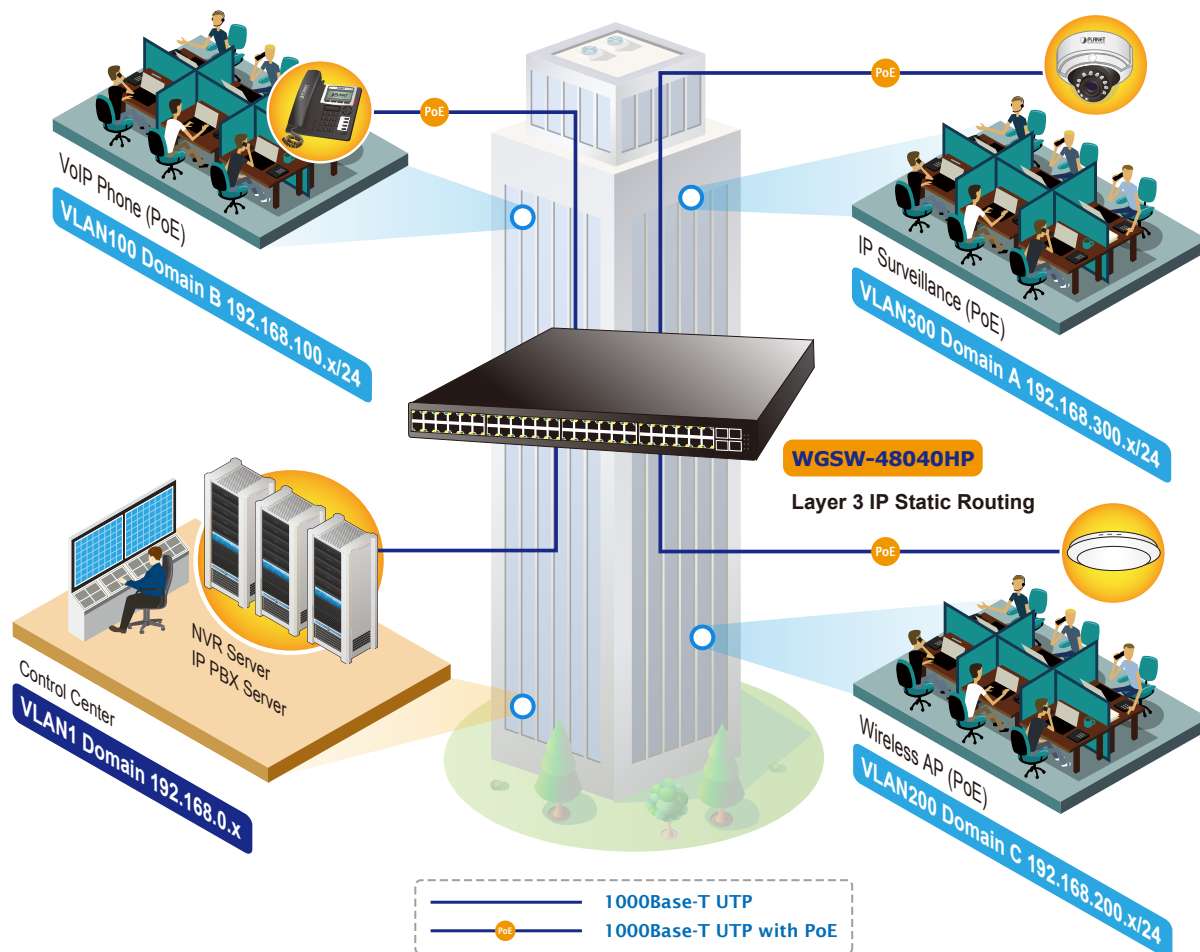 PoE
VoIP Phone (PoE)
VLAN100 Domain B 192.168.100.x/24
PoE
PLANET
IP Surveillance (PoE)
VLAN300 Domain A 192.168.300.x/24
WGSW-48040HP
Layer 3 IP Static Routing
NVR Server
IP PBX Server
Control Center
VLAN1 Domain 192.168.0.x
PoE
Wireless AP (PoE)
VLAN200 Domain C 192.168.200.x/24
1000Base-T UTP
PoE
1000Base-T UTP with PoE